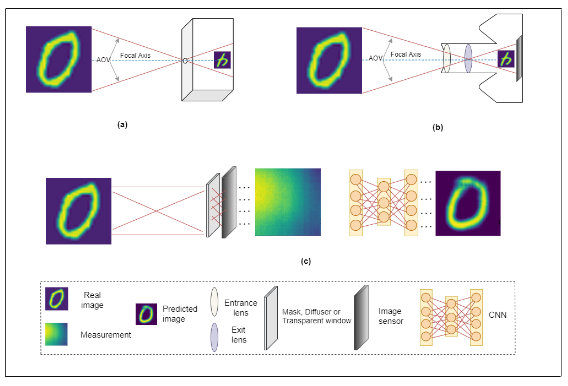 AOV
Focal Axis
(a)
AOV
Focal Axis
(b)
(c)
Real
image
Measurement
Predicted
image
Entrance
lens
Exit
lens
Mask, Diffuser or
Transparent window
Image
sensor
CNN